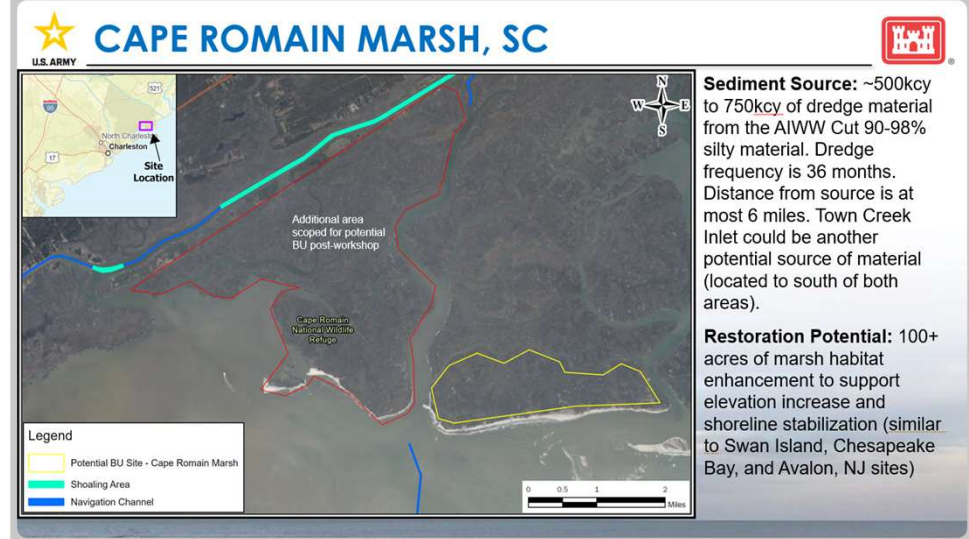 CAPE ROMAIN MARSH, SC
U.S. ARMY
®
521
95
North Charleston
Charleston
17
Site
Location
N
W E
S
Additional area
scoped for potential
BU post-workshop
Cape Romain
National Wildlife
Refuge
Legend
Potential BU Site - Cape Romain Marsh
Shoaling Area
Navigation Channel
0 0.5 1 2
Miles
Sediment Source: ~500kcy
to 750kcy of dredge material
from the AIWW Cut 90-98%
silty material. Dredge
frequency is 36 months.
Distance from source is at
most 6 miles. Town Creek
Inlet could be another
potential source of material
(located to south of both
areas).
Restoration Potential: 100+
acres of marsh habitat
enhancement to support
elevation increase and
shoreline stabilization (similar
to Swan Island, Chesapeake
Bay, and Avalon, NJ sites)